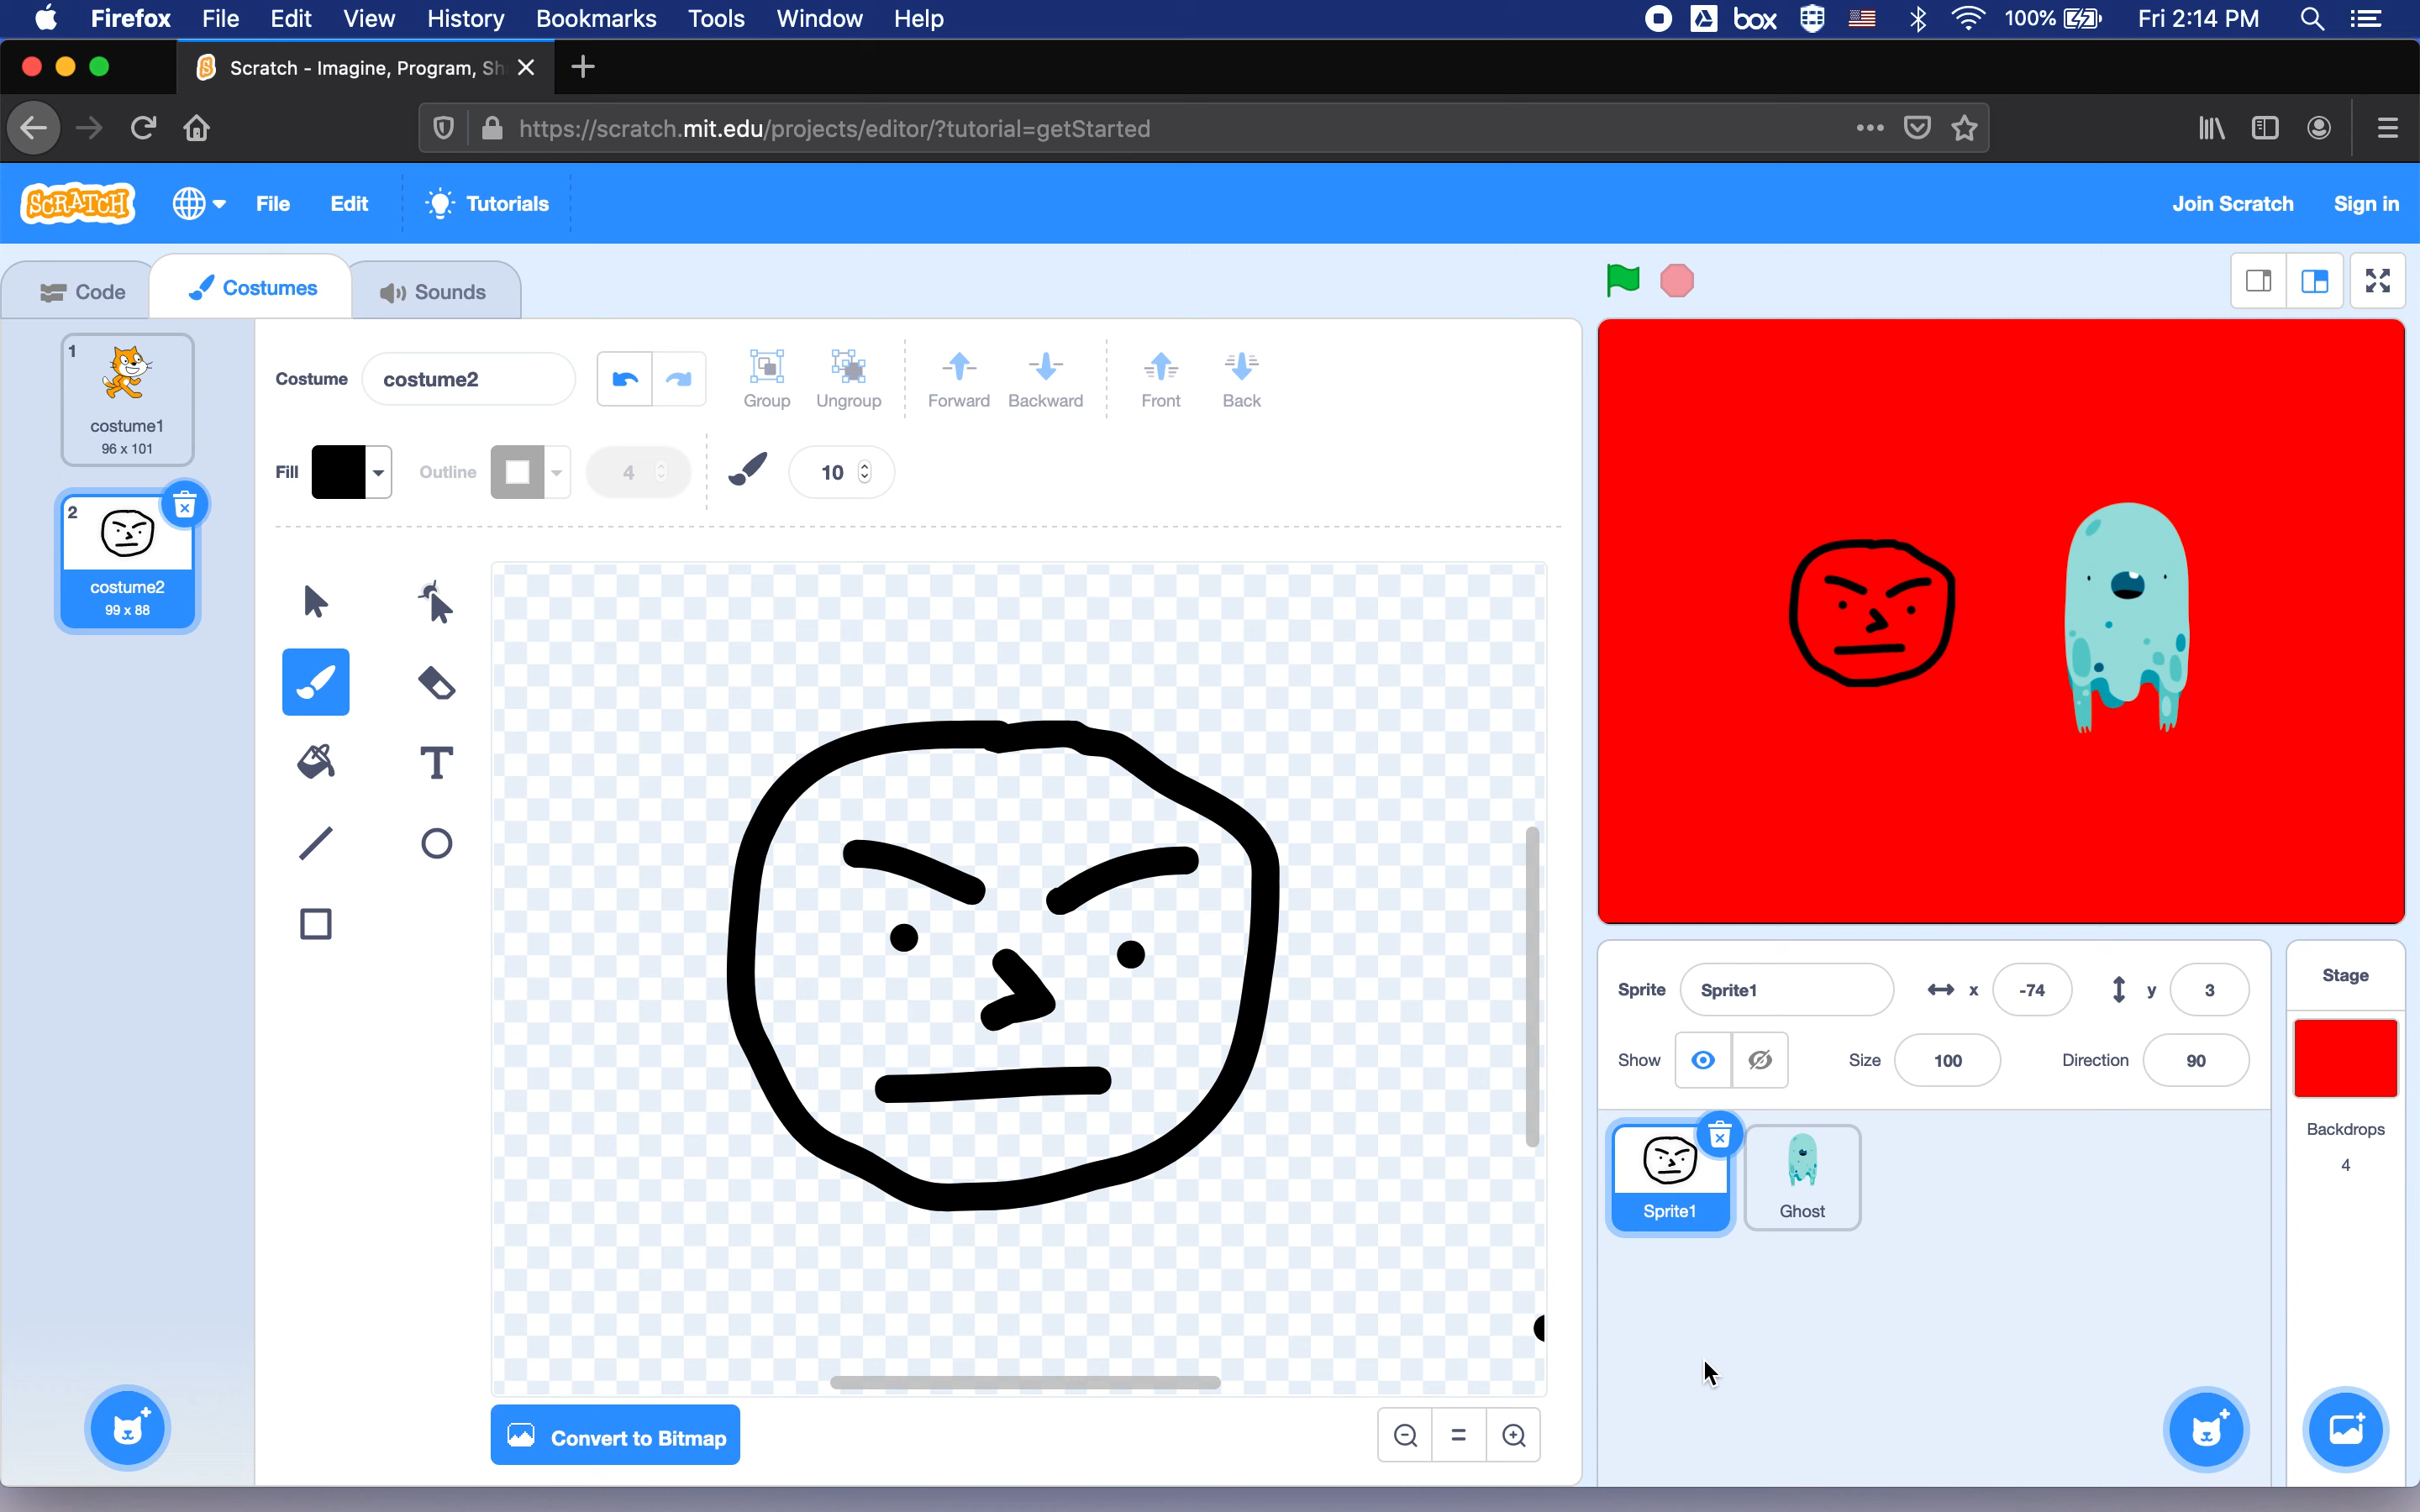 Firefox File Edit View History Bookmarks Tools Window Help box 100% Fri 2:14 PM
Scratch - Imagine, Program, Sh
https://scratch.mit.edu/projects/editor/?tutorial=getStarted
SCRATCH File Edit Tutorials Join Scratch Sign in
Code Costumes Sounds
1
costume1
96 x 101
2
costume2
99 x 88
Costume costume2 Group Ungroup Forward Backward Front Back
Fill Outline 4 10
Convert to Bitmap
Sprite Sprite1 x -74 y 3
Show Size 100 Direction 90
Sprite1 Ghost
Stage
Backdrops
4